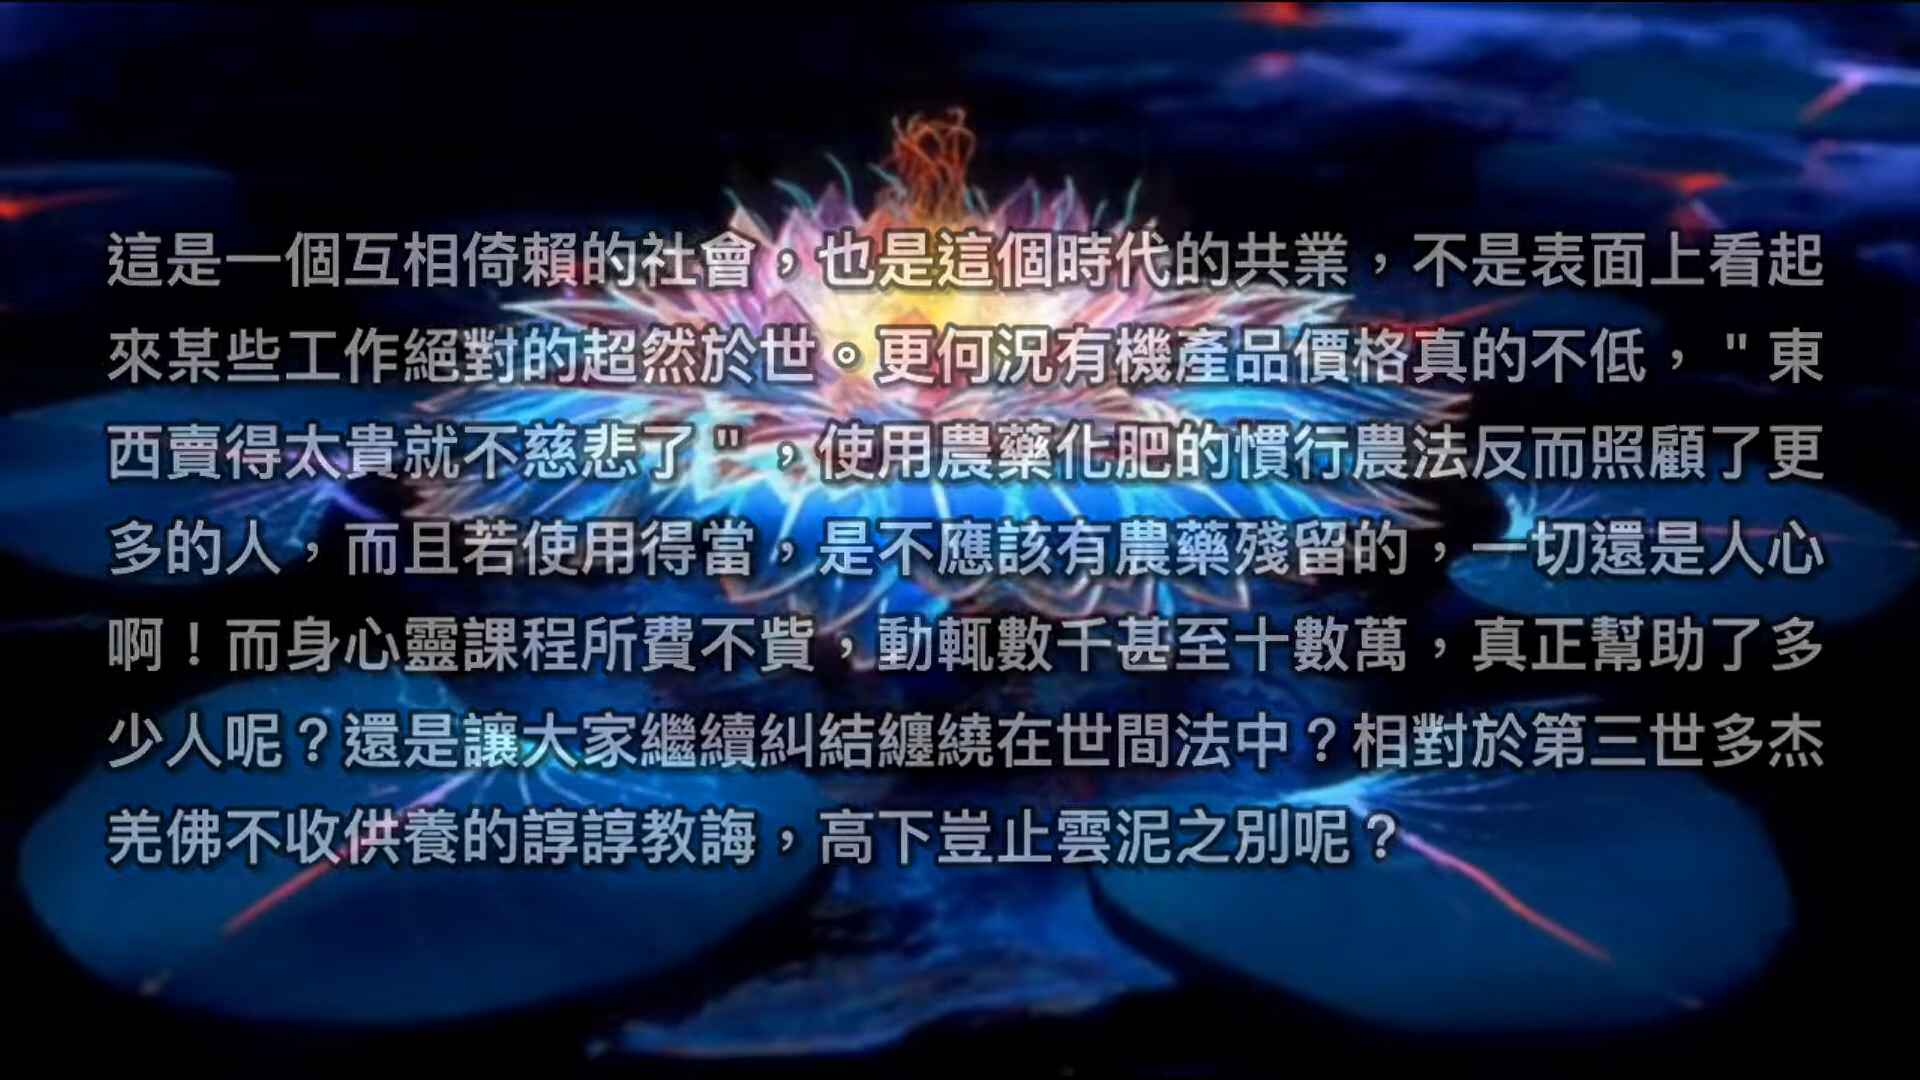 這是一個互相倚賴的社會，也是這個時代的共業，不是表面上看起
來某些工作絕對的超然於世。更何況有機產品價格真的不低，"東
西賣得太貴就不慈悲了"，使用農藥化肥的慣行農法反而照顧了更
多的人，而且若使用得當，是不應該有農藥殘留的，一切還是人心
啊！而身心靈課程所費不貲，動輒數千甚至十數萬，真正幫助了多
少人呢？還是讓大家繼續糾結纏繞在世間法中？相對於第三世多杰
羌佛不收供養的諄諄教誨，高下豈止雲泥之別呢？